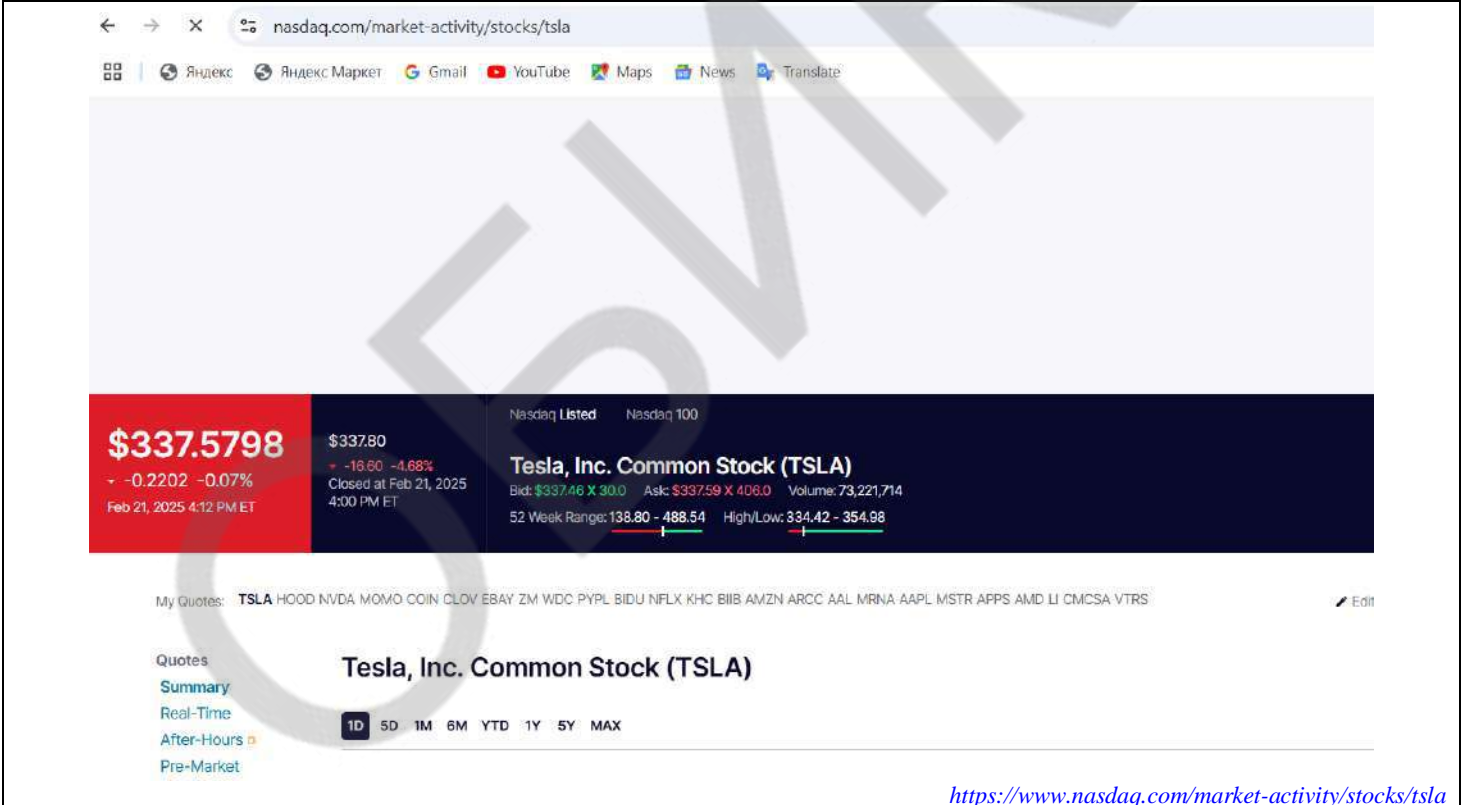 nasdaq.com/market-activity/stocks/tsla
Яндекс Яндекс Маркет Gmail YouTube Maps News Translate
Nasdaq Listed Nasdaq 100
$337.5798
-0.2202 -0.07%
Feb 21, 2025 4:12 PM ET
$337.80
-16.60 -4.68%
Closed at Feb 21, 2025
4:00 PM ET
Tesla, Inc. Common Stock (TSLA)
Bid: $337.46 X 30.0 Ask: $337.59 X 406.0 Volume: 73,221,714
52 Week Range: 138.80 - 488.54 High/Low: 334.42 - 354.98
My Quotes: TSLA HOOD NVDA MOMO COIN CLOV EBAY ZM WDC PYPL BIDU NFLX KHC BIIB AMZN ARCC AAL MRNA AAPL MSTR APPS AMD LI CMCSA VTRS Edit
Quotes
Summary
Real-Time
After-Hours
Pre-Market
Tesla, Inc. Common Stock (TSLA)
1D 5D 1M 6M YTD 1Y 5Y MAX
https://www.nasdaq.com/market-activity/stocks/tsla